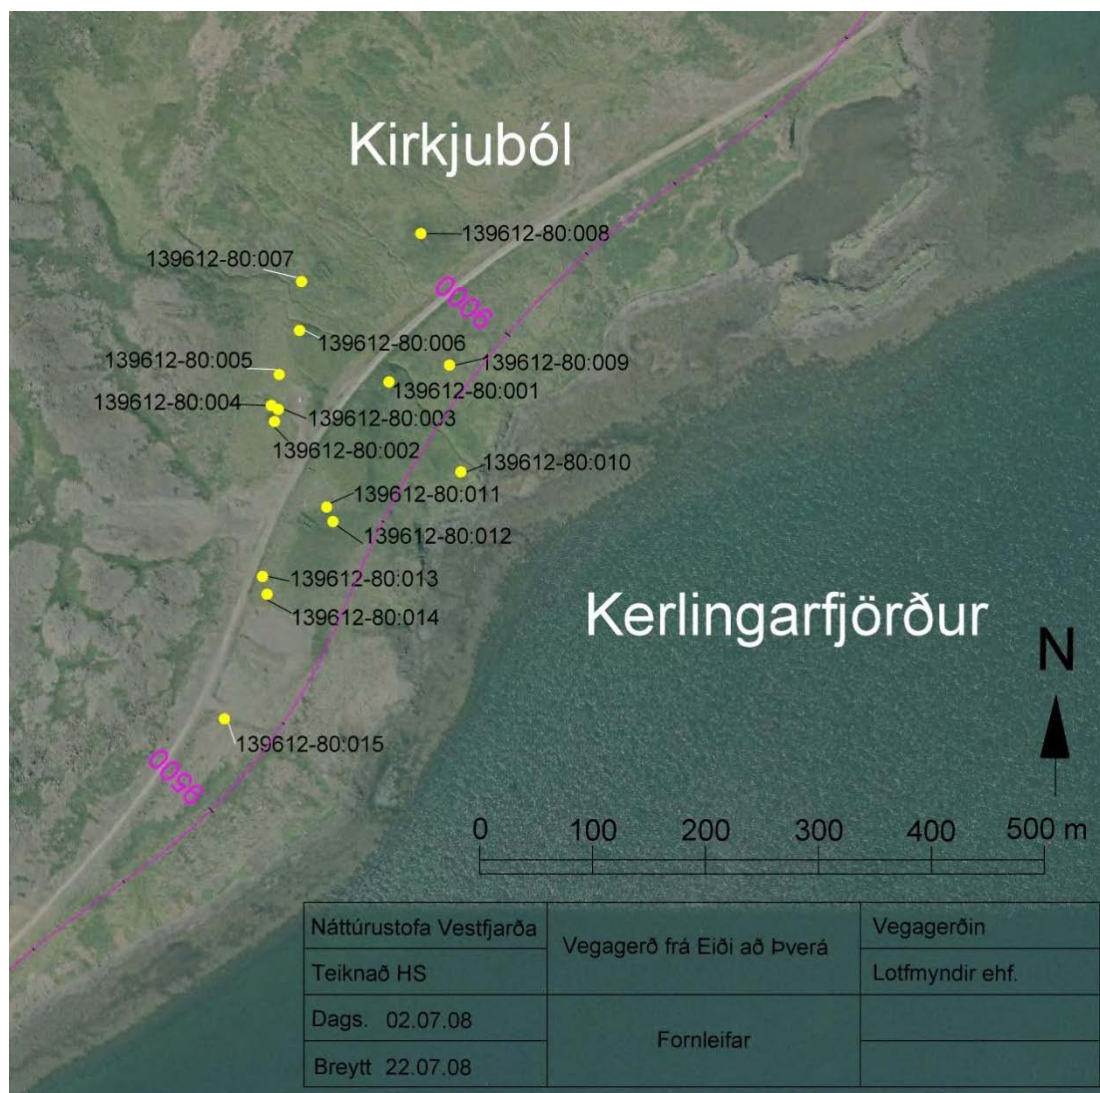 Kirkjuból
139612-80:008
139612-80:007
9000
139612-80:006
139612-80:005
139612-80:009
139612-80:001
139612-80:004
139612-80:003
139612-80:002
139612-80:010
139612-80:011
139612-80:012
139612-80:013
139612-80:014
Kerlingarfjörður
N
139612-80:015
9500
0 100 200 300 400 500 m
Náttúrustofa Vestfjarða
Teiknað HS
Dags. 02.07.08
Breytt 22.07.08
Vegagerð frá Eiði að Þverá
Fornleifar
Vegagerðin
Lotfmyndir ehf.